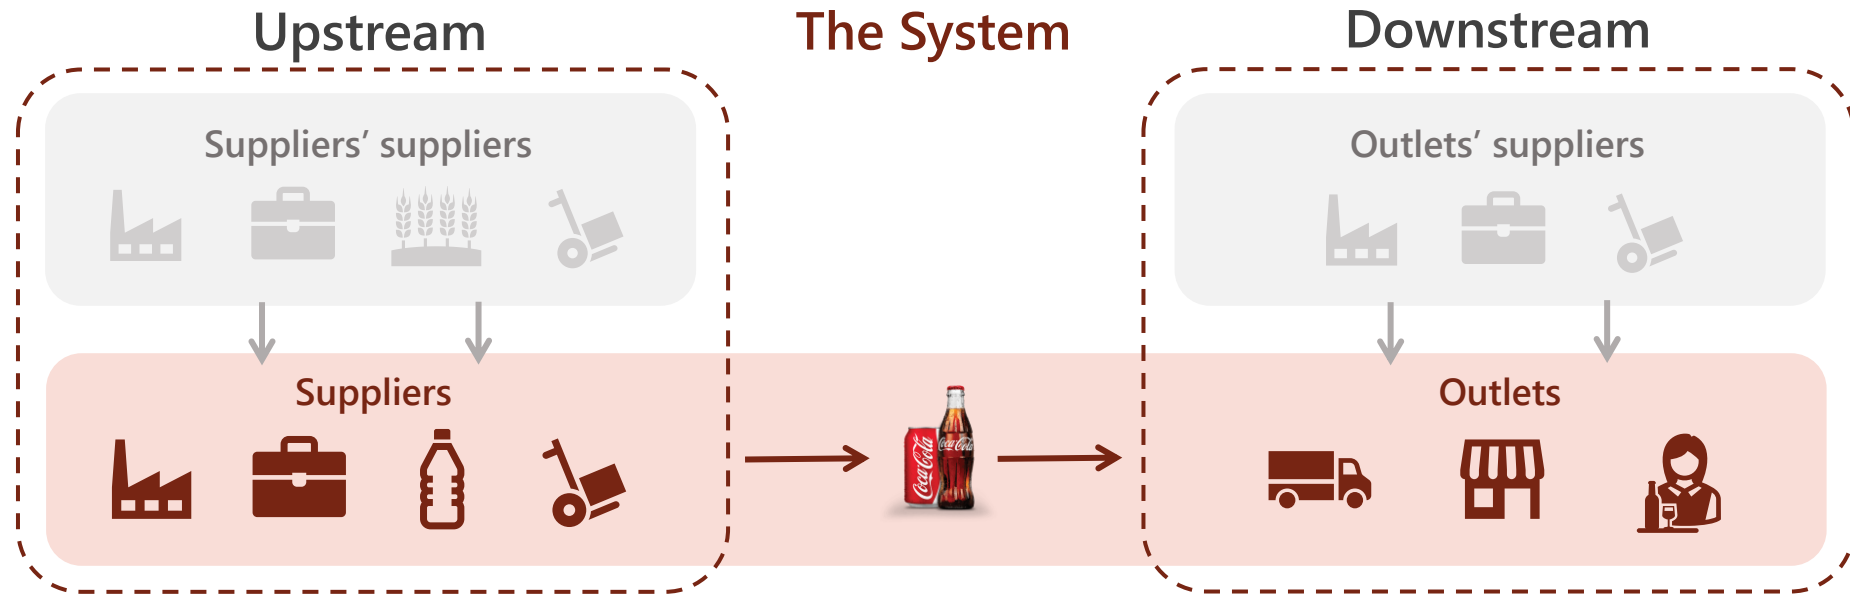 Upstream
The System
Downstream
Suppliers’ suppliers
Outlets’ suppliers
Suppliers
Outlets
Coca-Cola
Coca-Cola